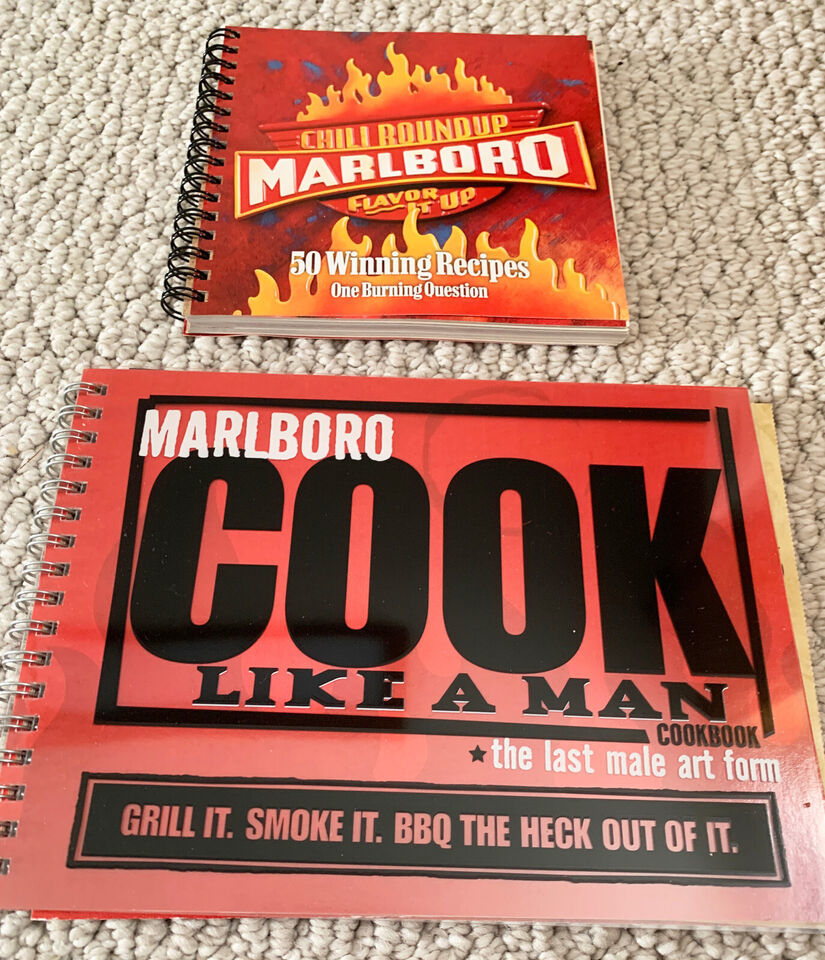 CHILI ROUNDUP
MARLBORO
FLAVOR
IT UP
50 Winning Recipes
One Burning Question
MARLBORO
COOK
LIKE A MAN
COOKBOOK
★the last male art form
GRILL IT. SMOKE IT. BBQ THE HECK OUT OF IT.